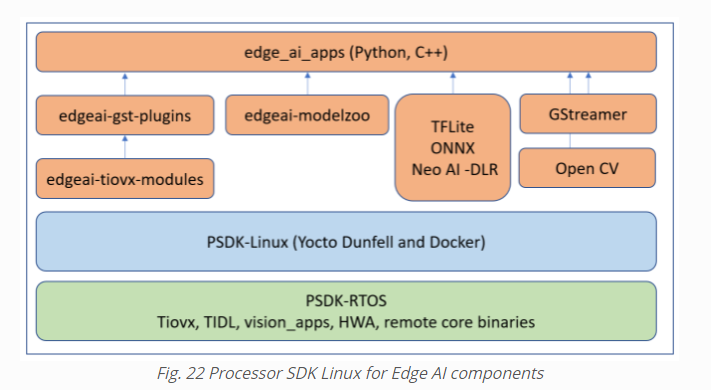 edge_ai_apps (Python, C++)
edgeai-gst-plugins
edgeai-modelzoo
TFLite
ONNX
Neo AI -DLR
GStreamer
edgeai-tiovx-modules
Open CV
PSDK-Linux (Yocto Dunfell and Docker)
PSDK-RTOS
Tiovx, TIDL, vision_apps, HWA, remote core binaries
Fig. 22 Processor SDK Linux for Edge AI components